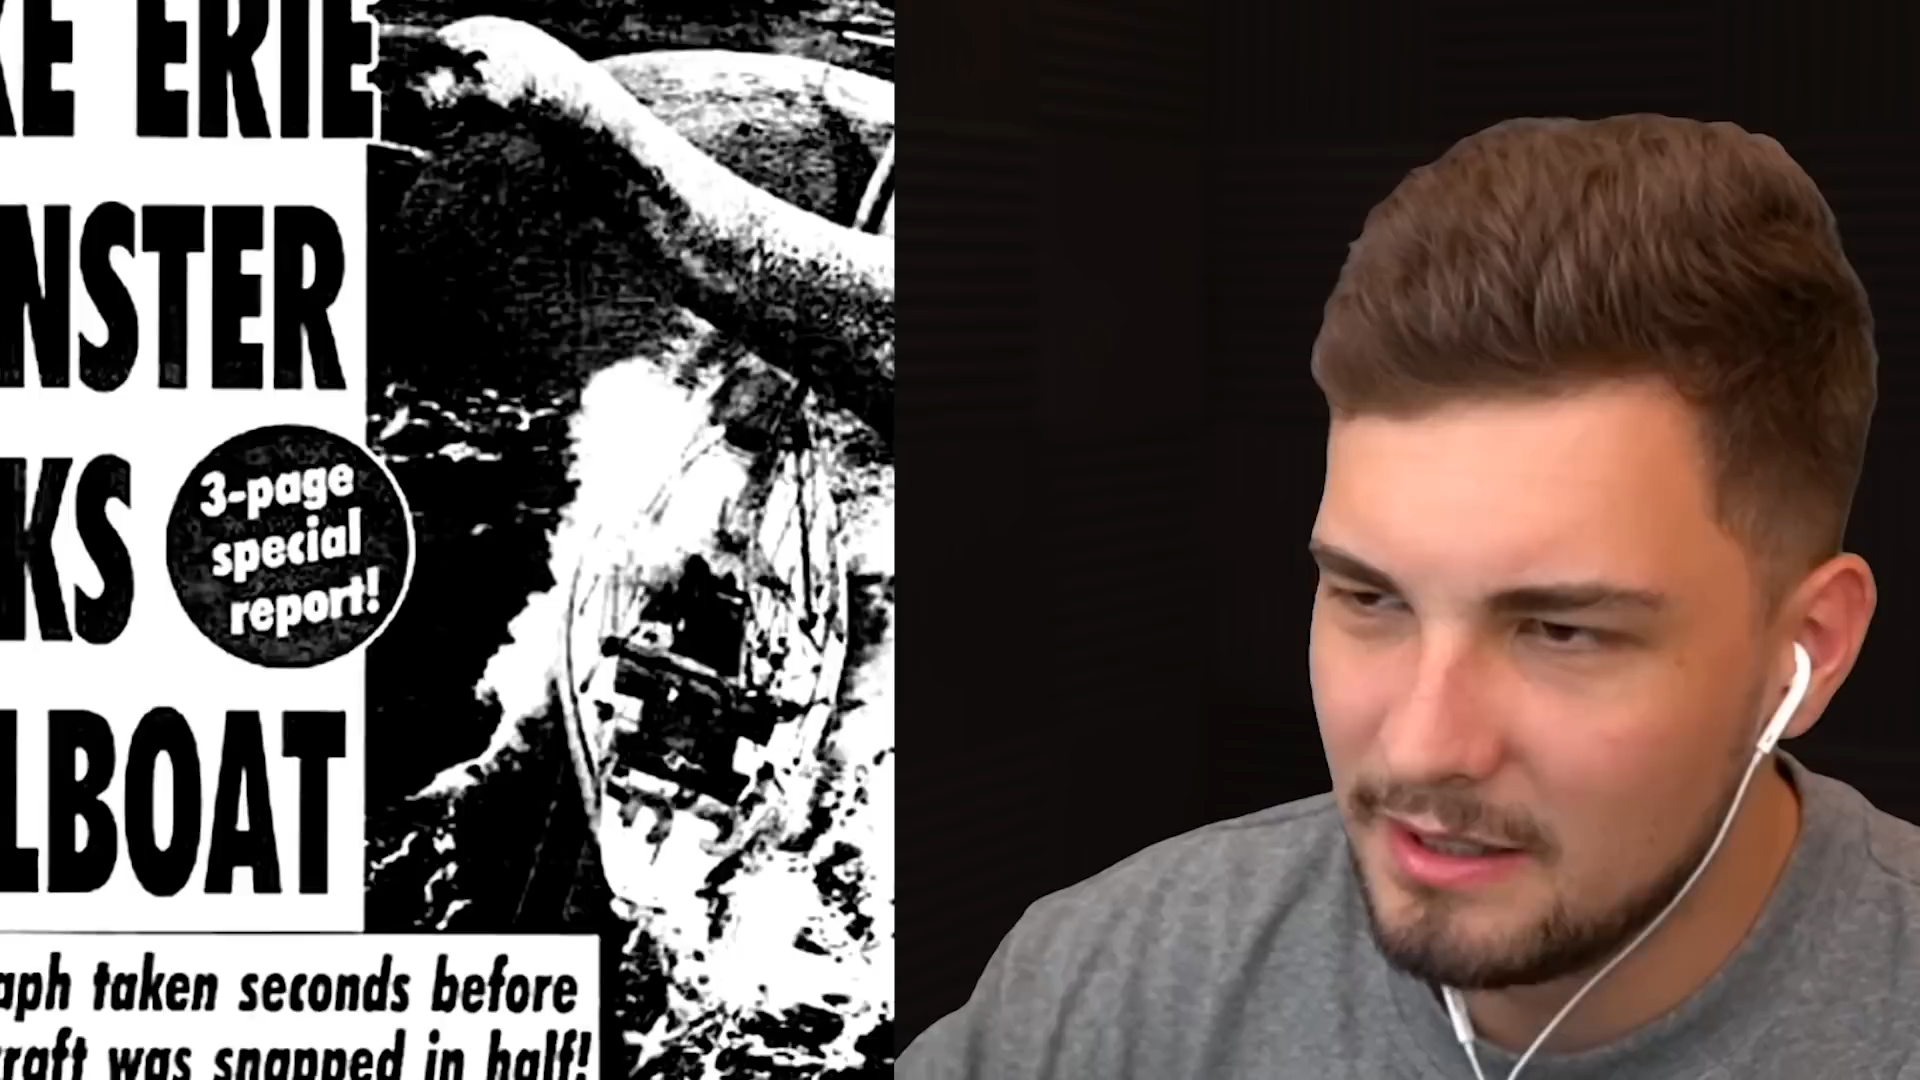 KE ERIE
NSTER
KS
3-page
special
report!
LBOAT
aph taken seconds before
raft was snapped in half!